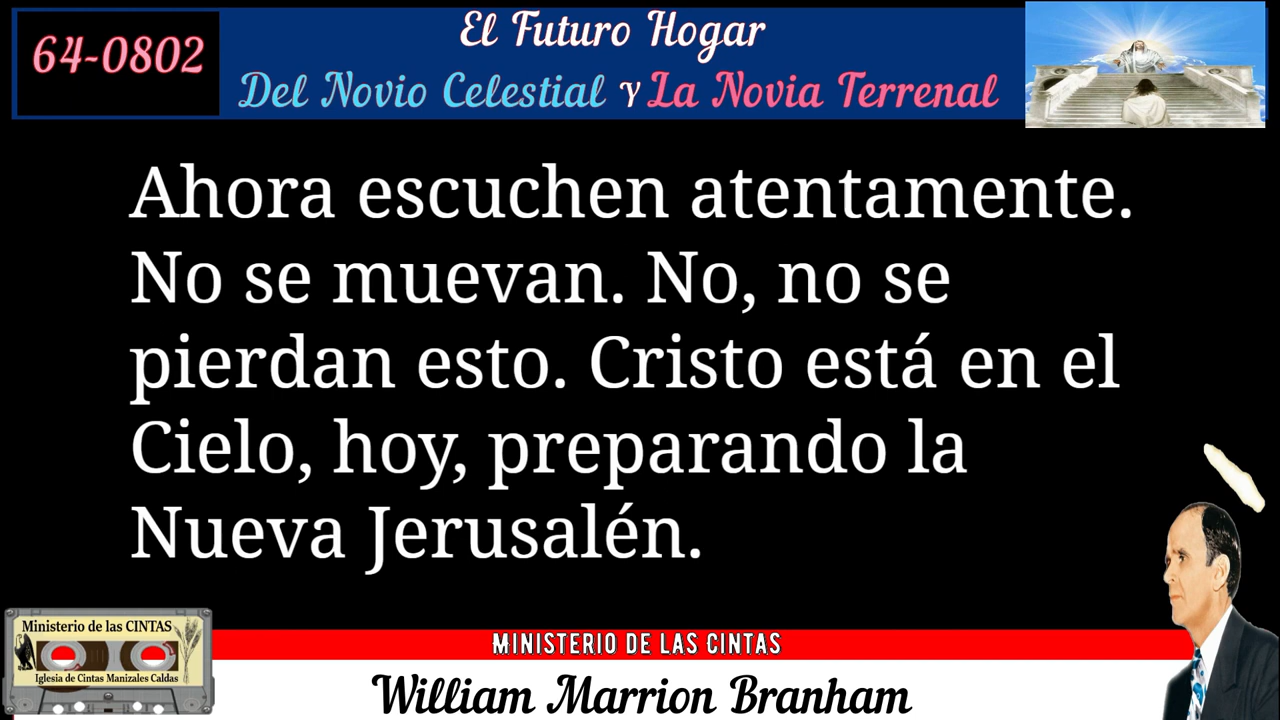 64-0802
El Futuro Hogar
Del Novio Celestial Y La Novia Terrenal
Ahora escuchen atentamente.
No se muevan. No, no se
pierdan esto. Cristo está en el
Cielo, hoy, preparando la
Nueva Jerusalén.
Ministerio de las CINTAS
Iglesia de Cintas Manizales Caldas
MINISTERIO DE LAS CINTAS
William Marrion Branham